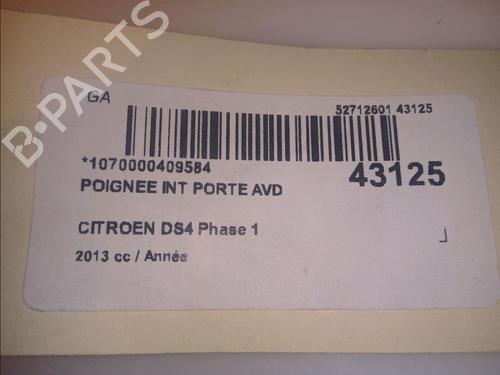 B-PARTS
GA
52712601 43125
*1070000409584
43125
POIGNEE INT PORTE AVD
CITROEN DS4 Phase 1
2013 cc / Année